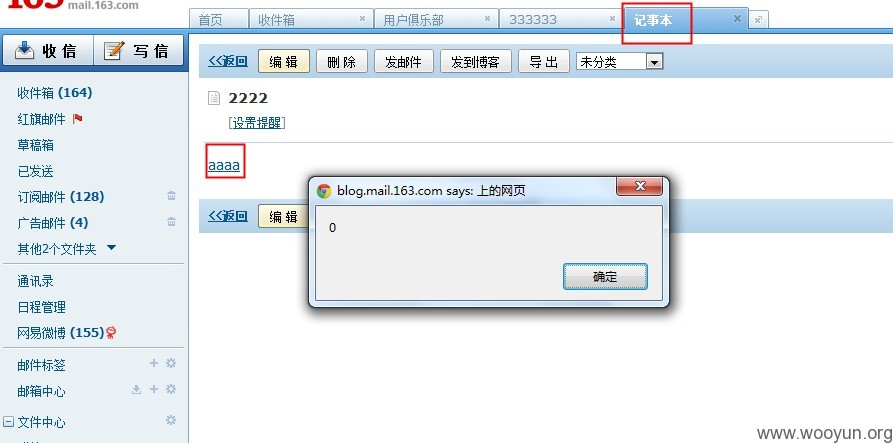 163 mail.163.com
首页 收件箱 用户俱乐部 333333 记事本
收信 写信
<<返回 编辑 删除 发邮件 发到博客 导出 未分类
收件箱 (164)
2222
红旗邮件
[设置提醒]
草稿箱
已发送
aaaa
订阅邮件 (128)
广告邮件 (4)
其他2个文件夹
通讯录
日程管理
网易微博 (155)
邮件标签
邮箱中心
文件中心
blog.mail.163.com says: 上的网页
0
确定
<<返回 编辑
www.wooyun.org